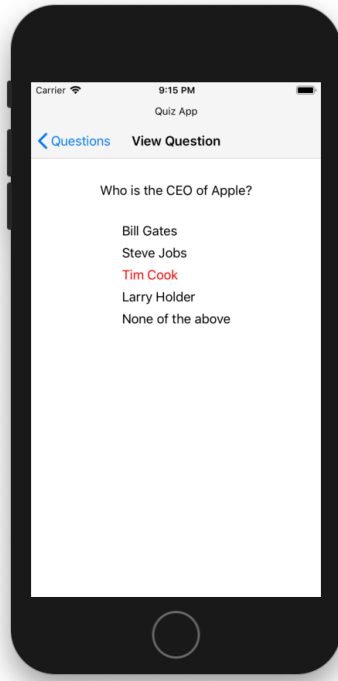 Carrier 9:15 PM
Quiz App
Questions View Question
Who is the CEO of Apple?
Bill Gates
Steve Jobs
Tim Cook
Larry Holder
None of the above